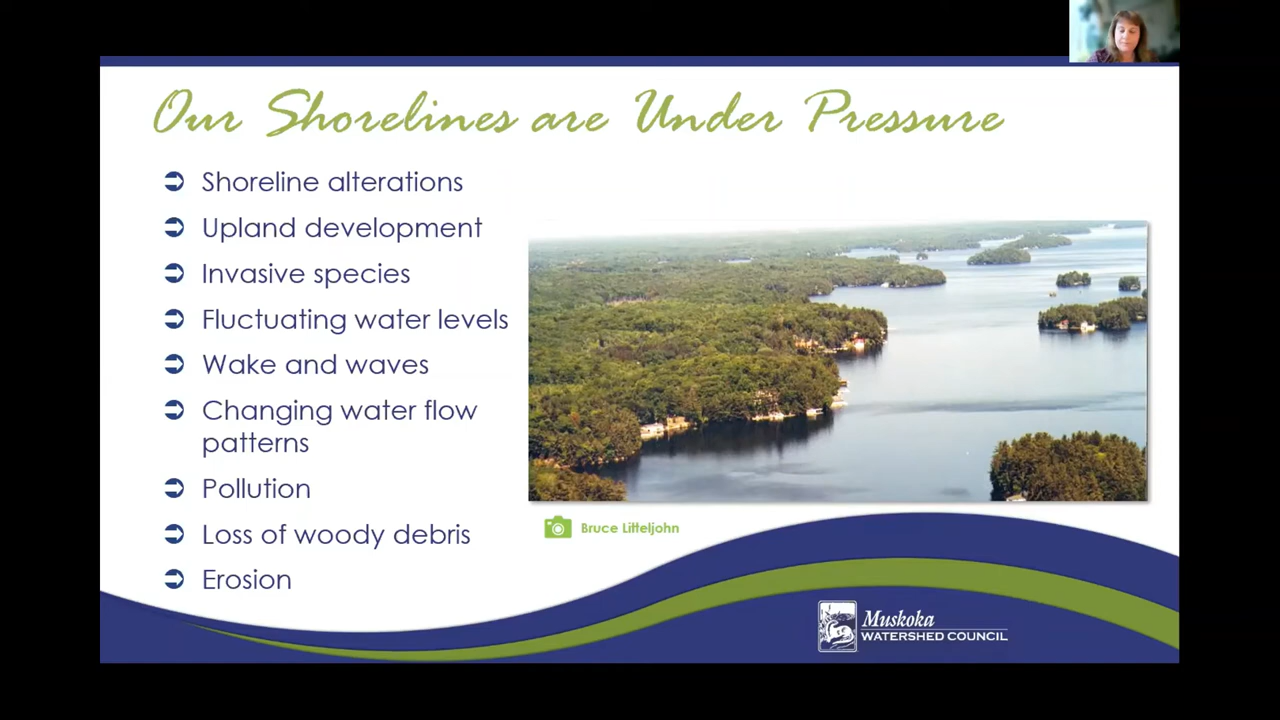 Our Shorelines are Under Pressure
Shoreline alterations
Upland development
Invasive species
Fluctuating water levels
Wake and waves
Changing water flow
patterns
Pollution
Loss of woody debris
Erosion
Bruce Litteljohn
Muskoka
WATERSHED COUNCIL